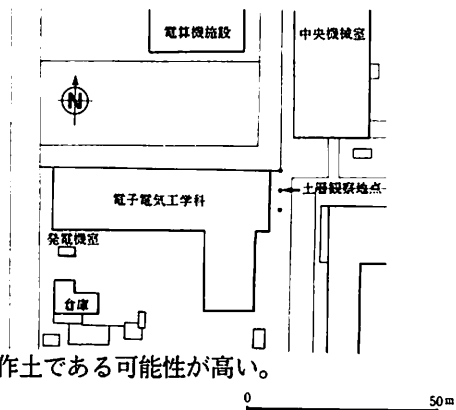 電算機施設
中央機械室
N
土層観察地点
電子電気工学科
発電機室
台庫
作土である可能性が高い。
0 50m